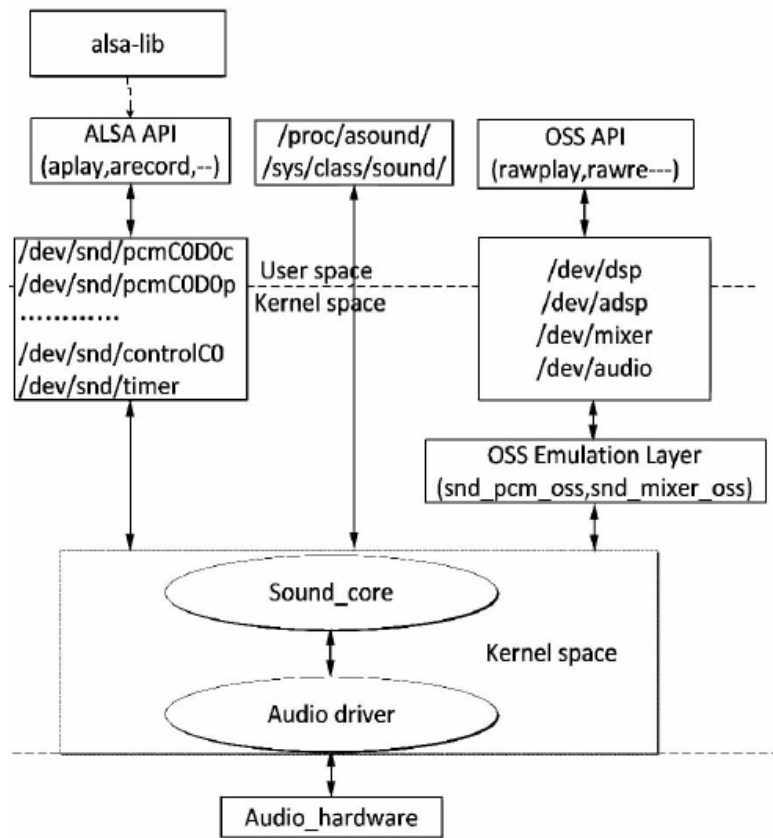 alsa-lib
ALSA API
(aplay,arecord,--)
/proc/asound/
/sys/class/sound/
OSS API
(rawplay,rawre---)
/dev/snd/pcmC0D0c
/dev/snd/pcmC0D0p
............
/dev/snd/controlC0
/dev/snd/timer
User space
Kernel space
/dev/dsp
/dev/adsp
/dev/mixer
/dev/audio
OSS Emulation Layer
(snd_pcm_oss,snd_mixer_oss)
Sound_core
Kernel space
Audio driver
Audio_hardware